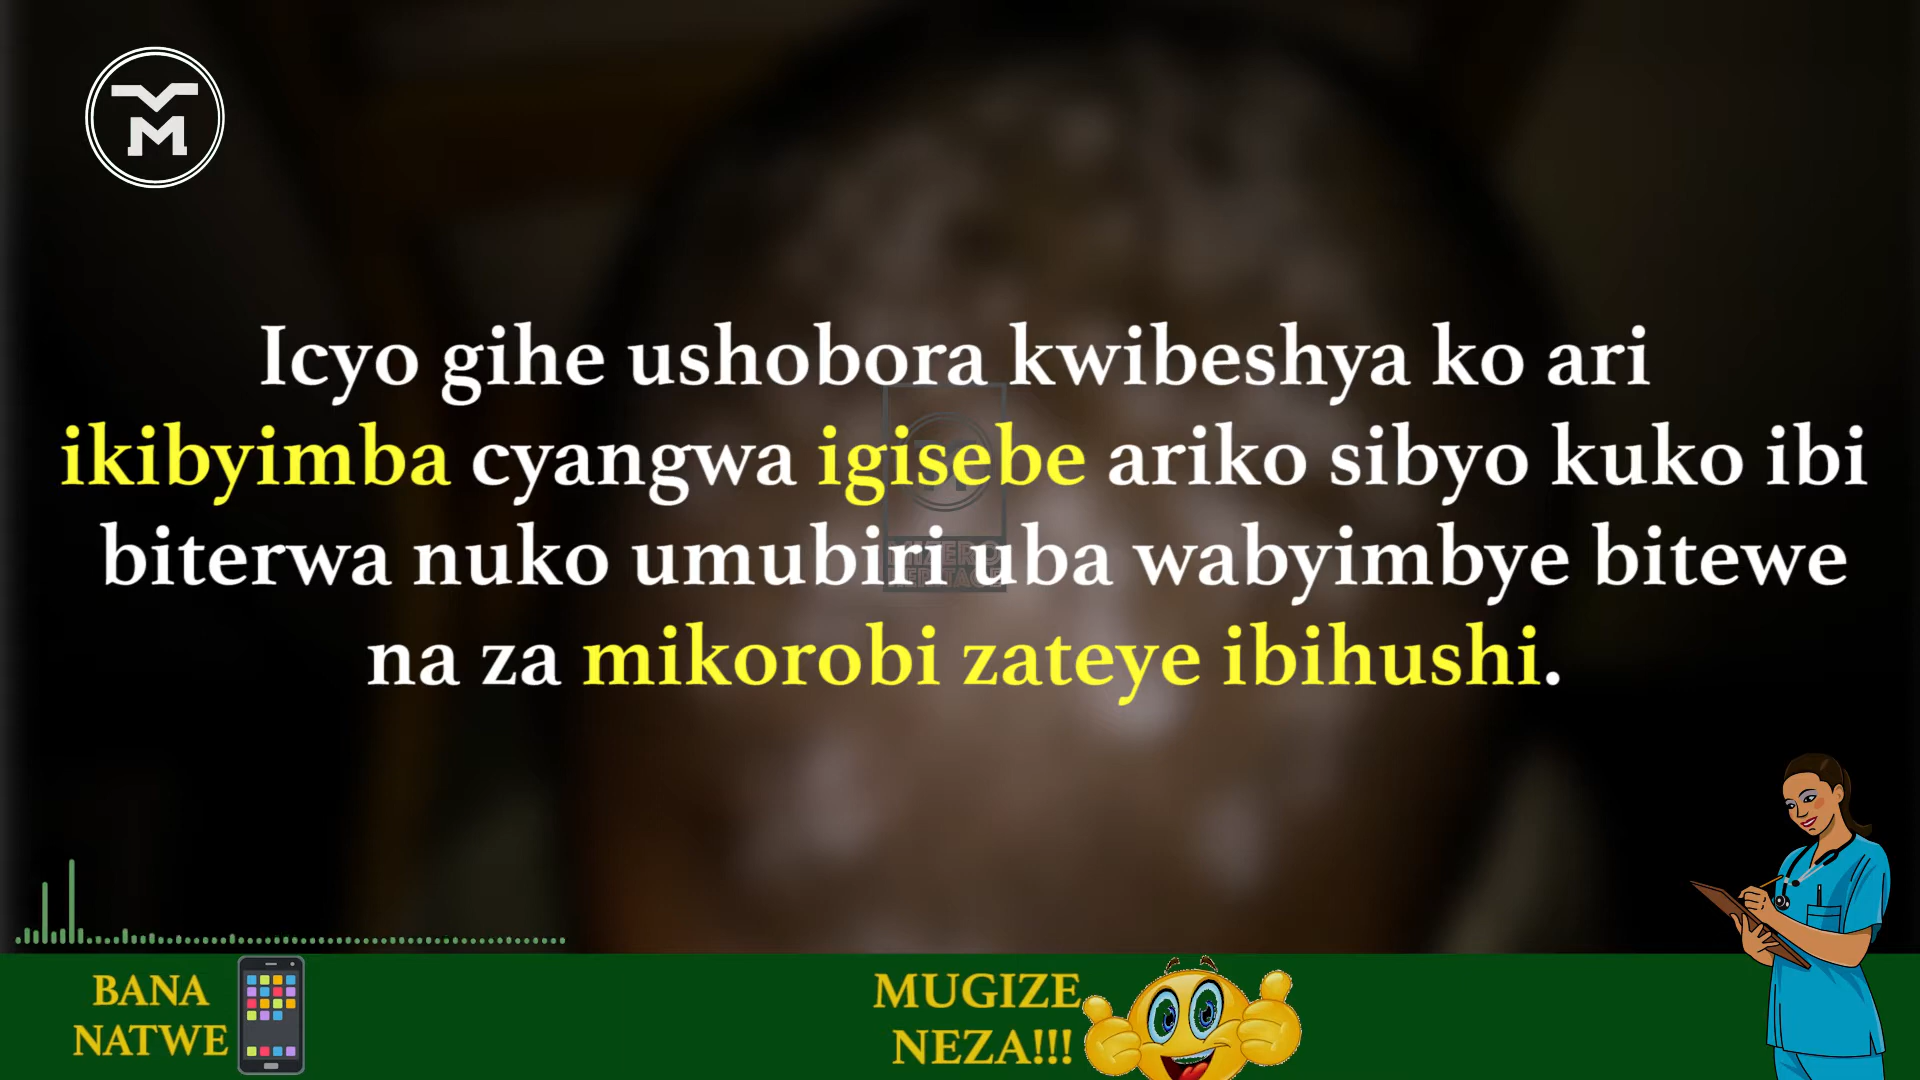 Icyo gihe ushobora kwibeshya ko ari
ikibyimba cyangwa igisebe ariko sibyo kuko ibi
biterwa nuko umubiri uba wabyimbye bitewe
na za mikorobi zateye ibihushi.
BANA
NATWE
MUGIZE
NEZA!!!